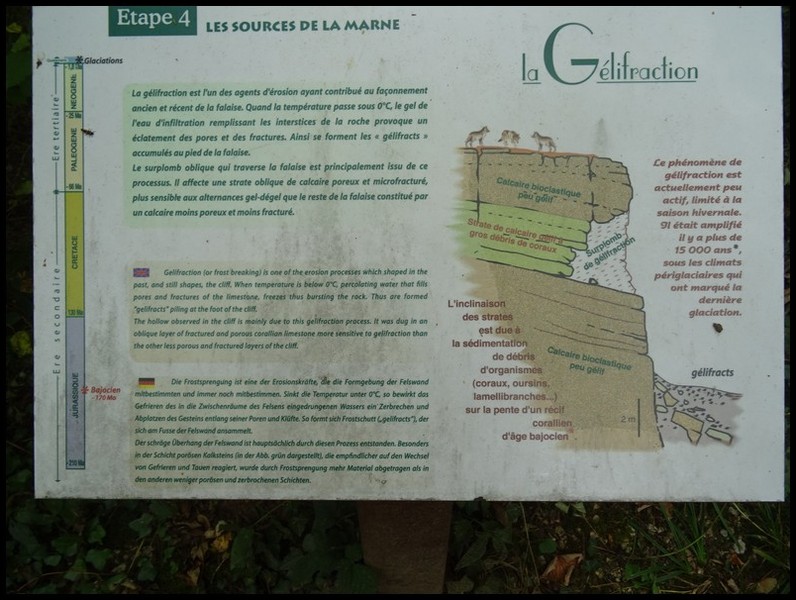 Etape 4
LES SOURCES DE LA MARNE
la Gélifraction
Glaciations
NEOGENE
PALEOGENE
CRETACE
JURASSIQUE
Ere tertiaire
Ere secondaire
Bajocien
-170 Ma
La gélifraction est l'un des agents d'érosion ayant contribué au façonnement
ancien et récent de la falaise. Quand la température passe sous 0°C, le gel de
l'eau d'infiltration remplissant les interstices de la roche provoque un
éclatement des pores et des fractures. Ainsi se forment les « gélifracts »
accumulés au pied de la falaise.
Le surplomb oblique qui traverse la falaise est principalement issu de ce
processus. Il affecte une strate oblique de calcaire poreux et microfracturé,
plus sensible aux alternances gel-dégel que le reste de la falaise constitué par
un calcaire moins poreux et moins fracturé.
Gelifraction (or frost breaking) is one of the erosion processes which shaped in the
past, and still shapes, the cliff. When temperature is below 0°C, percolating water that fills
pores and fractures of the limestone, freezes thus bursting the rock. Thus are formed
"gelifracts" piling at the foot of the cliff.
The hollow observed in the cliff is mainly due to this gelifraction process. It was dug in an
oblique layer of fractured and porous corallian limestone more sensitive to gelifraction than
the other less porous and fractured layers of the cliff.
Die Frostsprengung ist eine der Erosionskräfte, die die Formgebung der Felswand
mitbestimmten und immer noch mitbestimmen. Sinkt die Temperatur unter 0°C, so bewirkt das
Gefrieren des in die Zwischenräume des Felsens eingedrungenen Wassers ein Zerbrechen und
Abplatzen des Gesteins entlang seiner Poren und Klüfte. So formt sich Frostschutt („gelifracts"), der
sich am Fusse der Felswand ansammelt.
Der schräge Überhang der Felswand ist hauptsächlich durch diesen Prozess entstanden. Besonders
in der Schicht porösen Kalksteins (in der Abb. grün dargestellt), die empfindlicher auf den Wechsel
von Gefrieren und Tauen reagiert, wurde durch Frostsprengung mehr Material abgetragen als in
den anderen weniger porösen und zerbrochenen Schichten.
Calcaire bioclastique
peu gélif
Strate de calcaire gélif à
gros débris de coraux
Surplomb
de gélifraction
Calcaire bioclastique
peu gélif
L'inclinaison
des strates
est due à
la sédimentation
de débris
d'organismes
(coraux, oursins,
lamellibranches...)
sur la pente d'un récif
corallien
d'âge bajocien
2 m
gélifracts
Le phénomène de
gélifraction est
actuellement peu
actif, limité à la
saison hivernale.
Il était amplifié
il y a plus de
15 000 ans*,
sous les climats
périglaciaires qui
ont marqué la
dernière
glaciation.